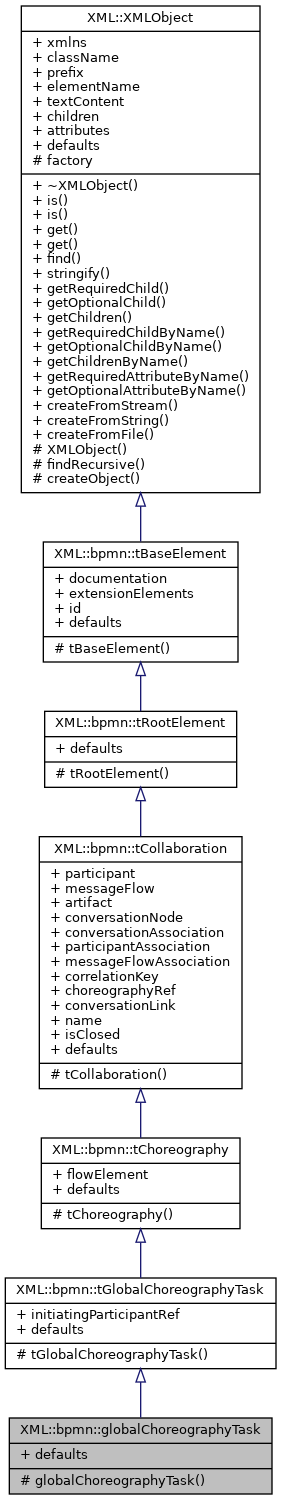 XML::XMLObject
+ xmlns
+ className
+ prefix
+ elementName
+ textContent
+ children
+ attributes
+ defaults
# factory
+ ~XMLObject()
+ is()
+ is()
+ get()
+ get()
+ find()
+ stringify()
+ getRequiredChild()
+ getOptionalChild()
+ getChildren()
+ getRequiredChildByName()
+ getOptionalChildByName()
+ getChildrenByName()
+ getRequiredAttributeByName()
+ getOptionalAttributeByName()
+ createFromStream()
+ createFromString()
+ createFromFile()
# XMLObject()
# findRecursive()
# createObject()
XML::bpmn::tBaseElement
+ documentation
+ extensionElements
+ id
+ defaults
# tBaseElement()
XML::bpmn::tRootElement
+ defaults
# tRootElement()
XML::bpmn::tCollaboration
+ participant
+ messageFlow
+ artifact
+ conversationNode
+ conversationAssociation
+ participantAssociation
+ messageFlowAssociation
+ correlationKey
+ choreographyRef
+ conversationLink
+ name
+ isClosed
+ defaults
# tCollaboration()
XML::bpmn::tChoreography
+ flowElement
+ defaults
# tChoreography()
XML::bpmn::tGlobalChoreographyTask
+ initiatingParticipantRef
+ defaults
# tGlobalChoreographyTask()
XML::bpmn::globalChoreographyTask
+ defaults
# globalChoreographyTask()